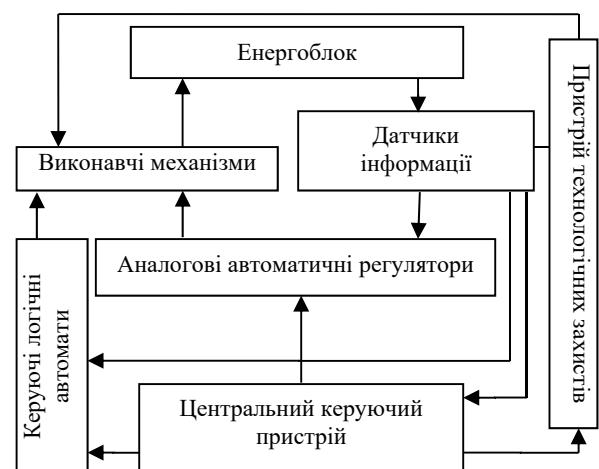 Енергоблок
Датчики
інформації
Пристрій технологічних захистів
Виконавчі механізми
Аналогові автоматичні регулятори
Керуючі логічні
автомати
Центральний керуючий
пристрій